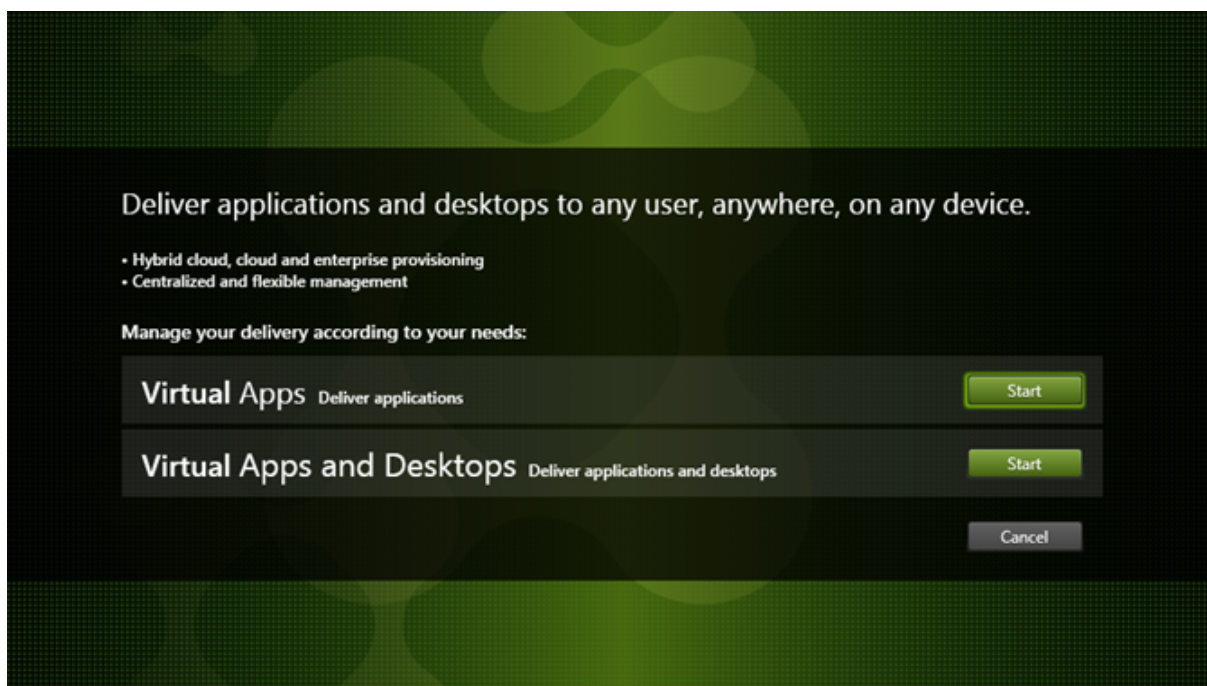 Deliver applications and desktops to any user, anywhere, on any device.
• Hybrid cloud, cloud and enterprise provisioning
• Centralized and flexible management
Manage your delivery according to your needs:
Virtual Apps Deliver applications
Start
Virtual Apps and Desktops Deliver applications and desktops
Start
Cancel